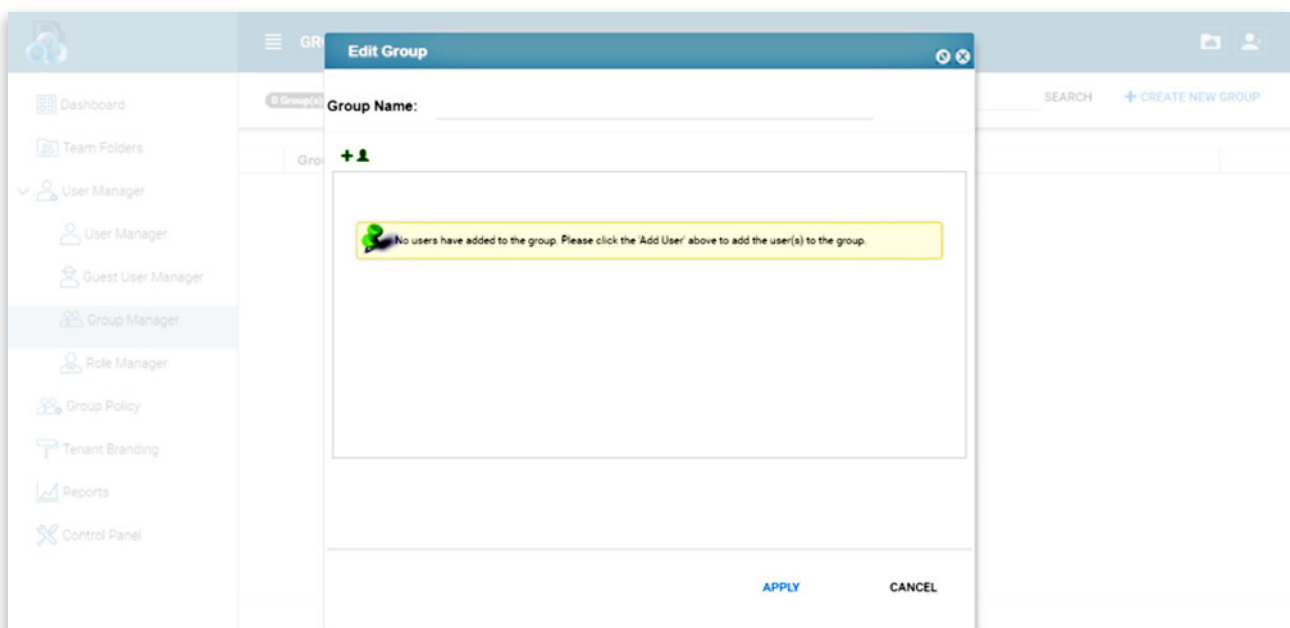 GR
Edit Group
Dashboard
Team Folders
User Manager
User Manager
Guest User Manager
Group Manager
Role Manager
Group Policy
Tenant Branding
Reports
Control Panel
0 Group(s)
Group Name:
SEARCH
+ CREATE NEW GROUP
Gro
No users have added to the group. Please click the 'Add User' above to add the user(s) to the group.
APPLY
CANCEL